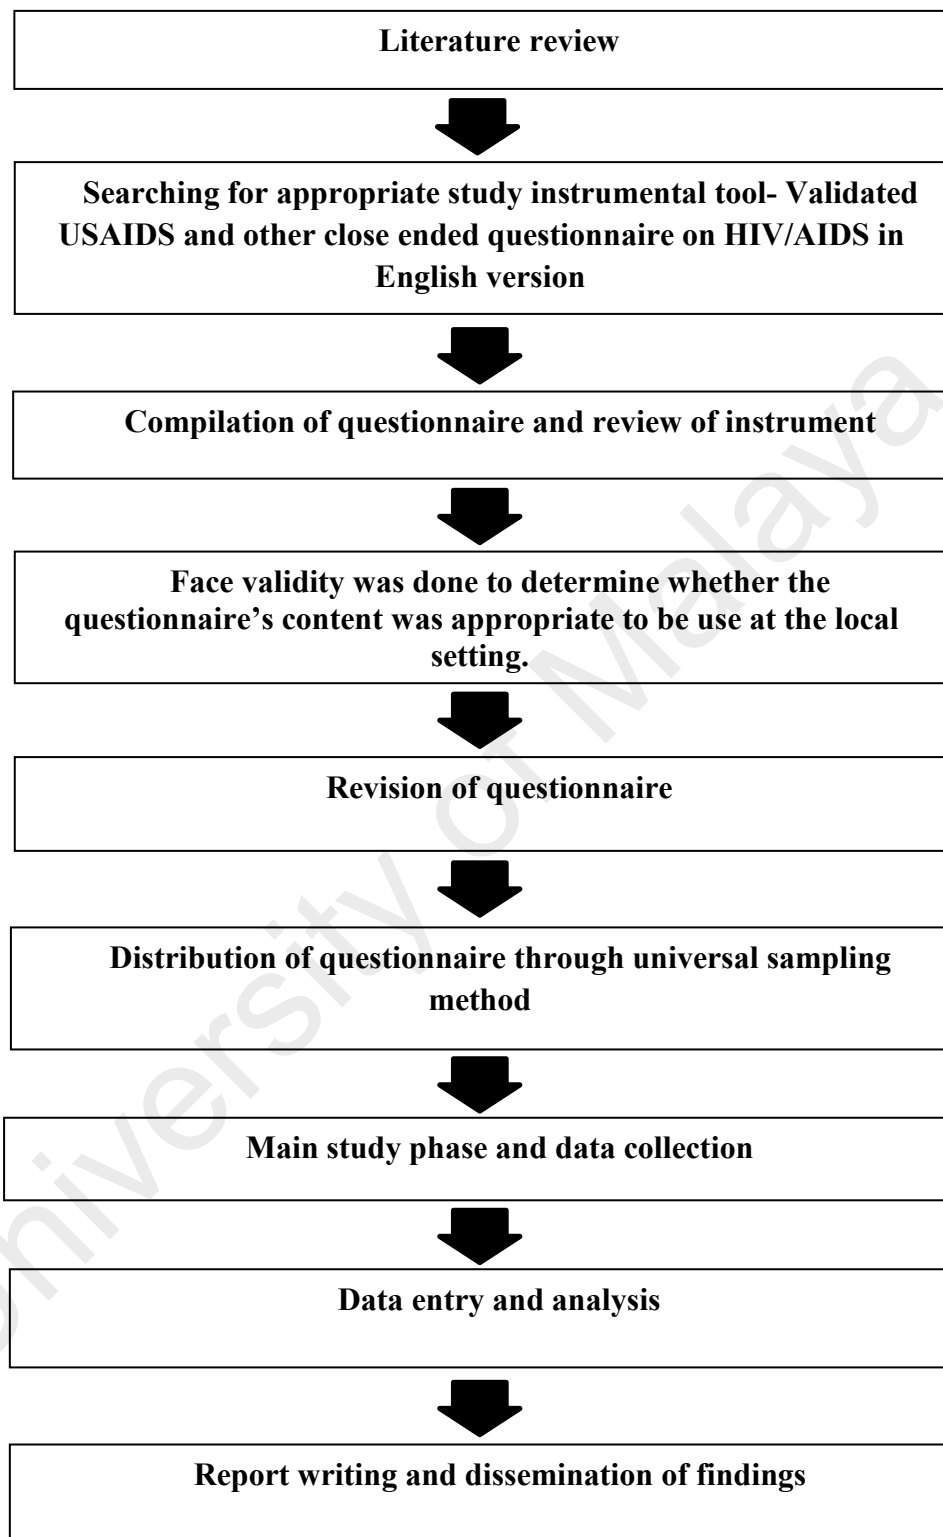 Literature review
Searching for appropriate study instrumental tool- Validated
USAIDS and other close ended questionnaire on HIV/AIDS in
English version
Compilation of questionnaire and review of instrument
Face validity was done to determine whether the
questionnaire’s content was appropriate to be use at the local
setting.
Revision of questionnaire
Distribution of questionnaire through universal sampling
method
Main study phase and data collection
Data entry and analysis
Report writing and dissemination of findings
University of Malaya